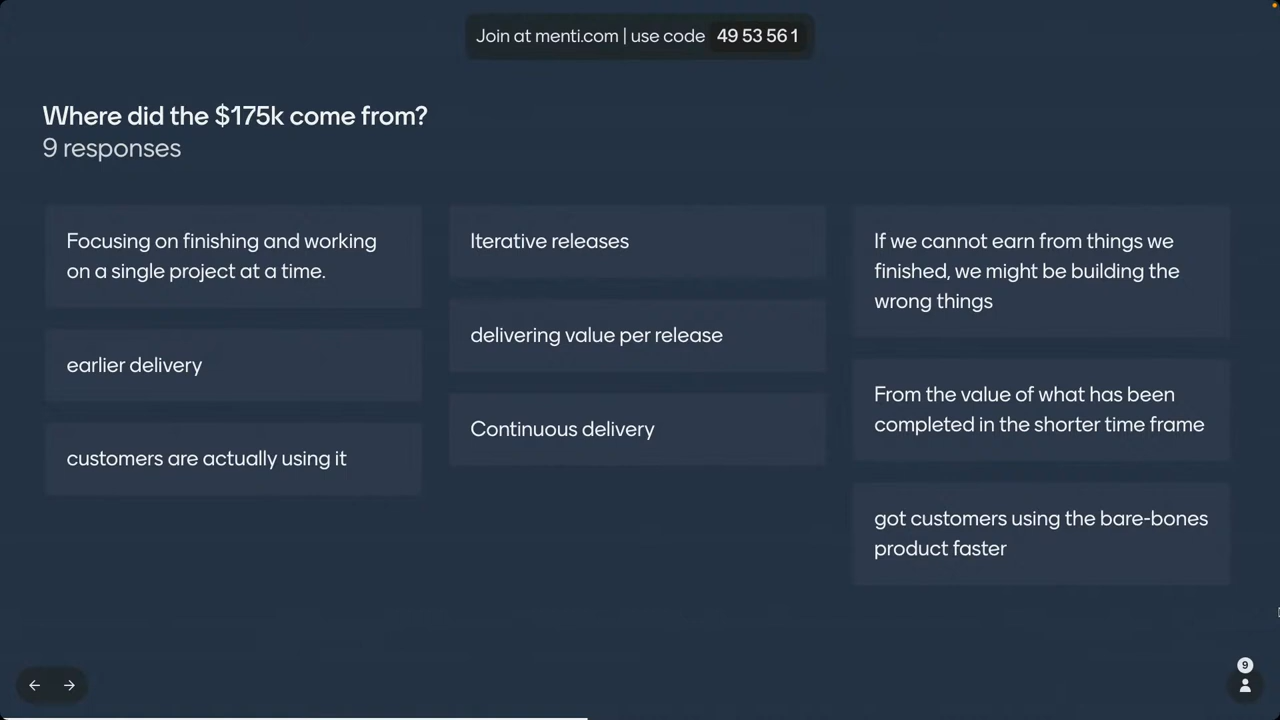 Join at menti.com | use code 49 53 56 1
Where did the $175k come from?
9 responses
Focusing on finishing and working
on a single project at a time.
earlier delivery
customers are actually using it
Iterative releases
delivering value per release
Continuous delivery
If we cannot earn from things we
finished, we might be building the
wrong things
From the value of what has been
completed in the shorter time frame
got customers using the bare-bones
product faster
9